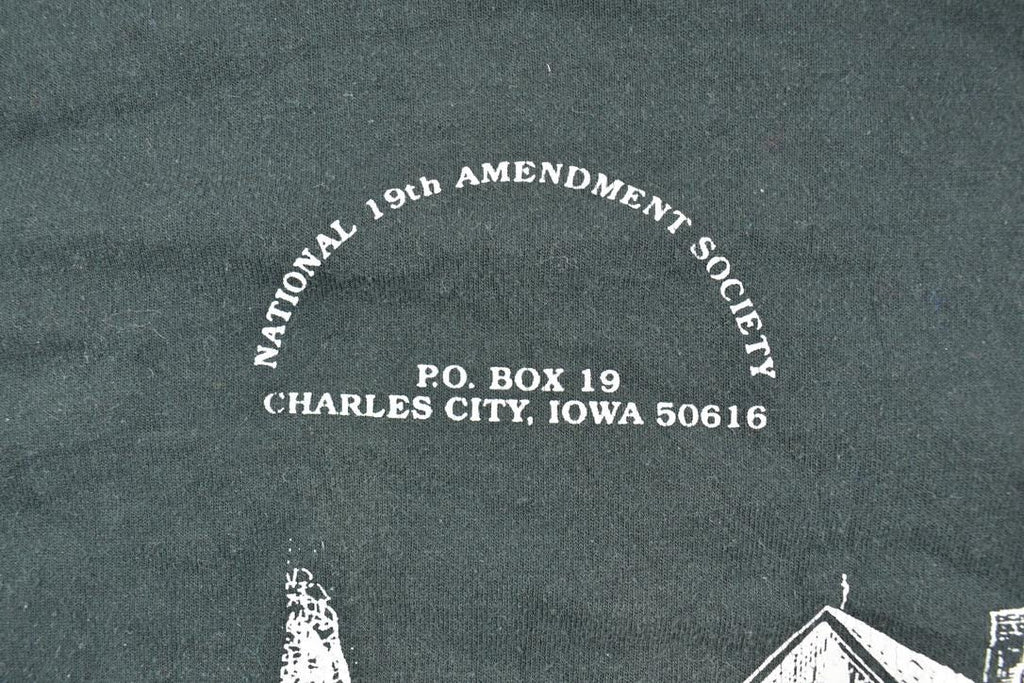 NATIONAL 19th AMENDMENT SOCIETY
P.O. BOX 19
CHARLES CITY, IOWA 50616